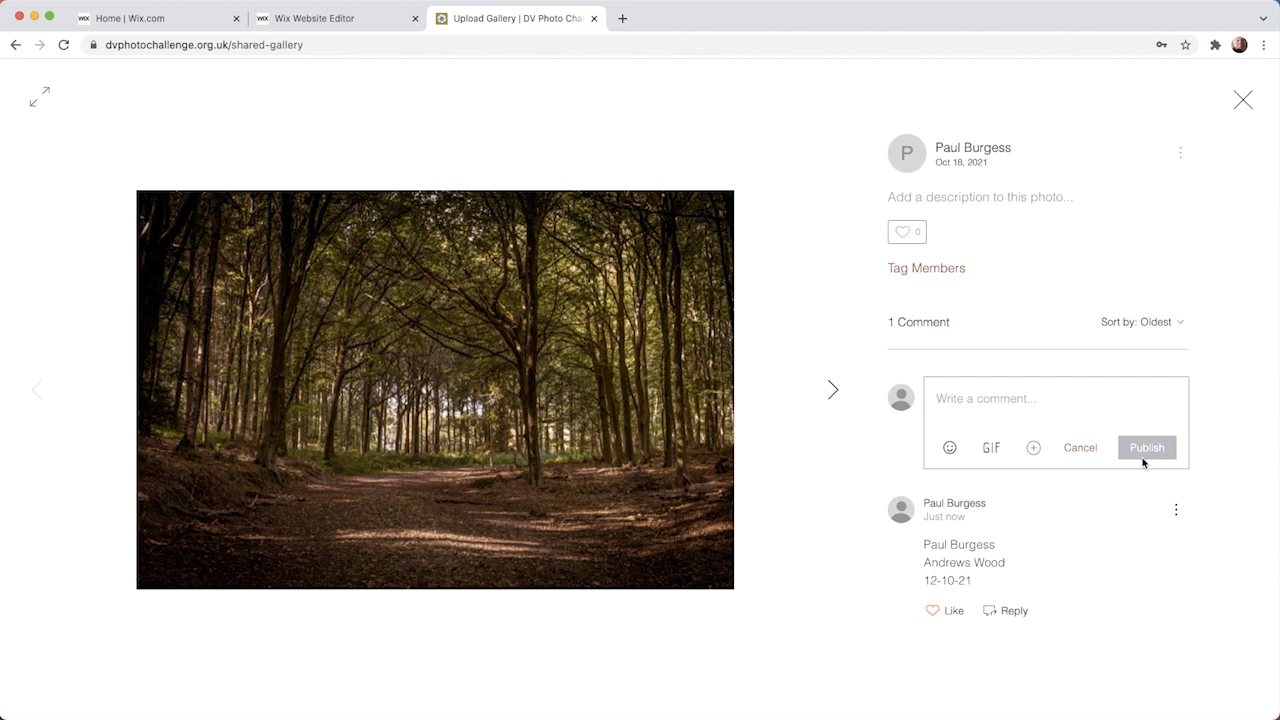 WIX Home | Wix.com
WIX Wix Website Editor
Upload Gallery | DV Photo Cha
dvphotochallenge.org.uk/shared-gallery
P
Paul Burgess
Oct 18, 2021
Add a description to this photo...
0
Tag Members
1 Comment
Sort by: Oldest
Write a comment...
GIF
Cancel
Publish
Paul Burgess
Just now
Paul Burgess
Andrews Wood
12-10-21
Like
Reply